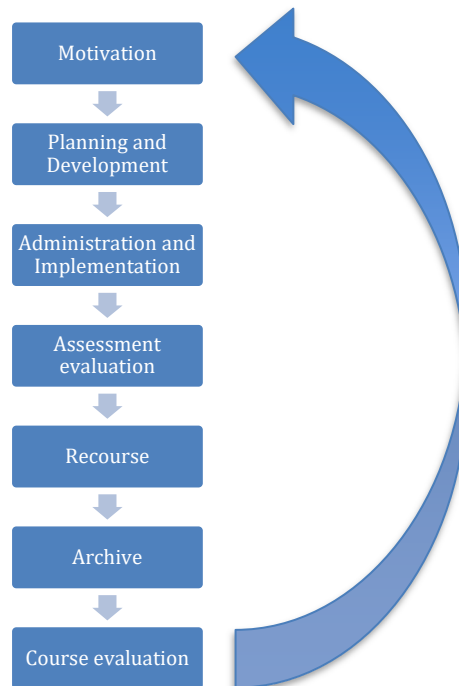 Motivation
Planning and
Development
Administration and
Implementation
Assessment
evaluation
Recourse
Archive
Course evaluation